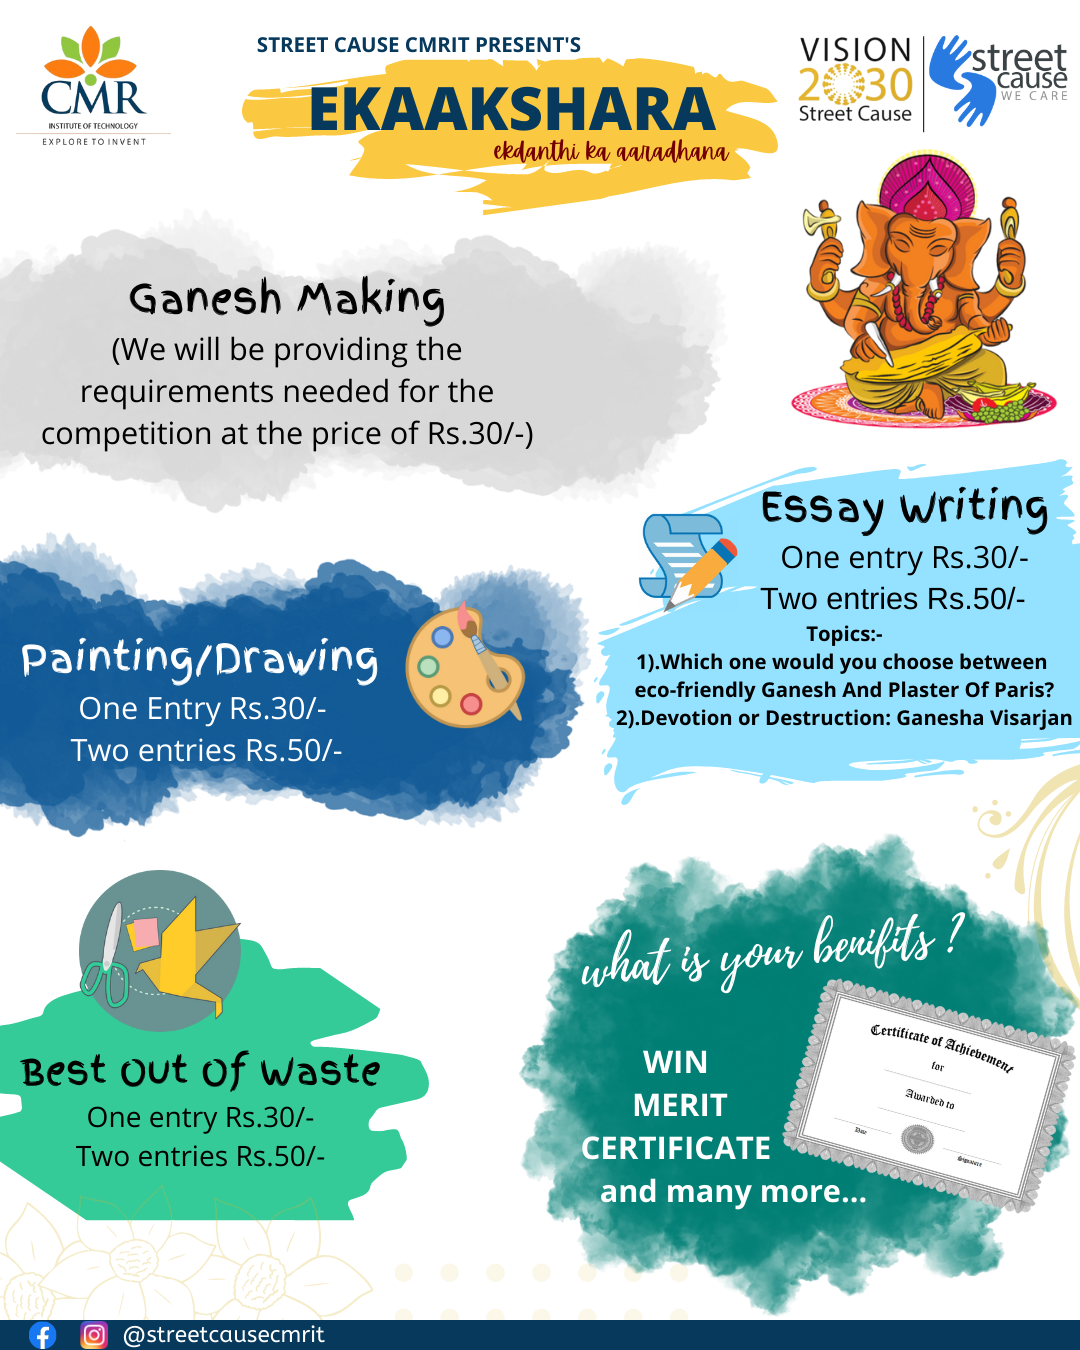 CMR
INSTITUTE OF TECHNOLOGY
EXPLORE TO INVENT
STREET CAUSE CMRIT PRESENT'S
EKAAKSHARA
ekdanthi ka aaradhana
VISION
2030
Street Cause
street
cause
WE CARE
Ganesh Making
(We will be providing the
requirements needed for the
competition at the price of Rs.30/-)
Essay Writing
One entry Rs.30/-
Two entries Rs.50/-
Topics:-
1).Which one would you choose between
eco-friendly Ganesh And Plaster Of Paris?
2).Devotion or Destruction: Ganesha Visarjan
Painting/Drawing
One Entry Rs.30/-
Two entries Rs.50/-
Best Out Of Waste
One entry Rs.30/-
Two entries Rs.50/-
what is your benifits ?
WIN
MERIT
CERTIFICATE
and many more...
Certificate of Achievement
for
Awarded to
Date
Signature
@streetcausecmrit